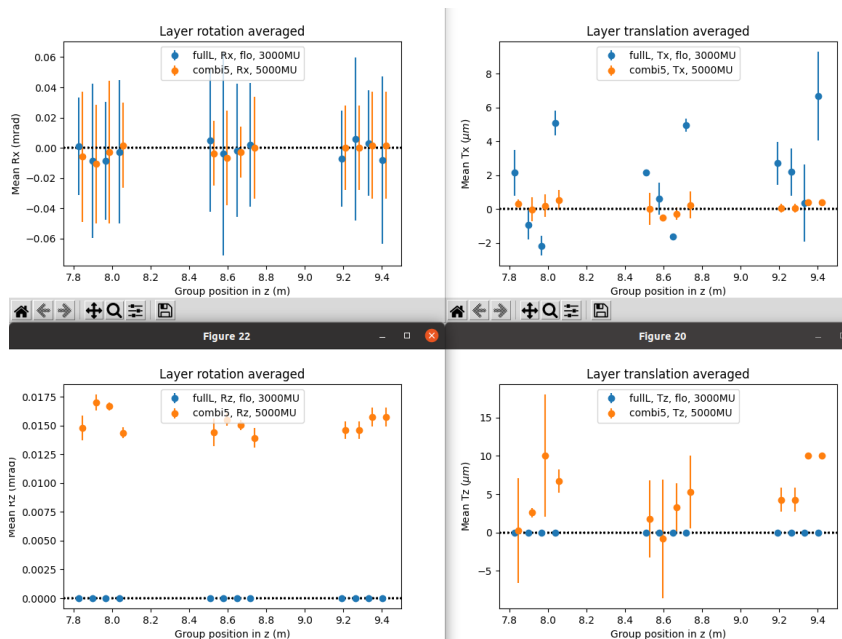 Layer rotation averaged
fullL, Rx, flo, 3000MU
combi5, Rx, 5000MU
Mean Rx (mrad)
0.06
0.04
0.02
0.00
−0.02
−0.04
−0.06
7.8 8.0 8.2 8.4 8.6 8.8 9.0 9.2 9.4
Group position in z (m)
Layer translation averaged
fullL, Tx, flo, 3000MU
combi5, Tx, 5000MU
Mean Tx (μm)
8
6
4
2
0
−2
7.8 8.0 8.2 8.4 8.6 8.8 9.0 9.2 9.4
Group position in z (m)
Figure 22
Layer rotation averaged
fullL, Rz, flo, 3000MU
combi5, Rz, 5000MU
Mean Rz (mrad)
0.0175
0.0150
0.0125
0.0100
0.0075
0.0050
0.0025
0.0000
7.8 8.0 8.2 8.4 8.6 8.8 9.0 9.2 9.4
Group position in z (m)
Figure 20
Layer translation averaged
fullL, Tz, flo, 3000MU
combi5, Tz, 5000MU
Mean Tz (μm)
15
10
5
0
−5
7.8 8.0 8.2 8.4 8.6 8.8 9.0 9.2 9.4
Group position in z (m)